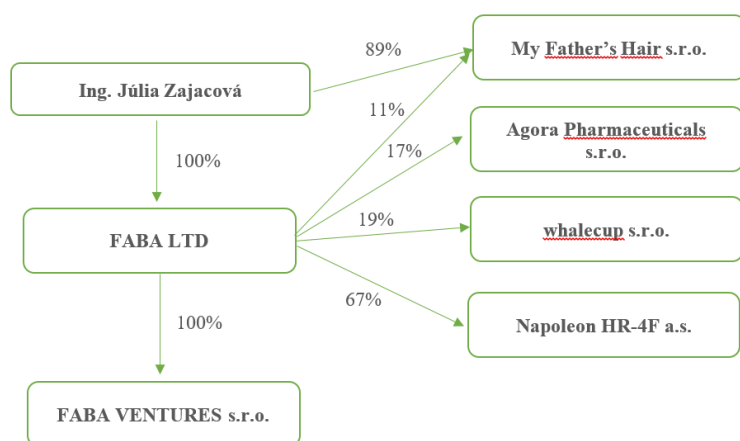 89%
My Father's Hair s.r.o.
Ing. Júlia Zajacová
11%
Agora Pharmaceuticals
s.r.o.
17%
100%
19%
whalecup s.r.o.
FABA LTD
67%
Napoleon HR-4F a.s.
100%
FABA VENTURES s.r.o.